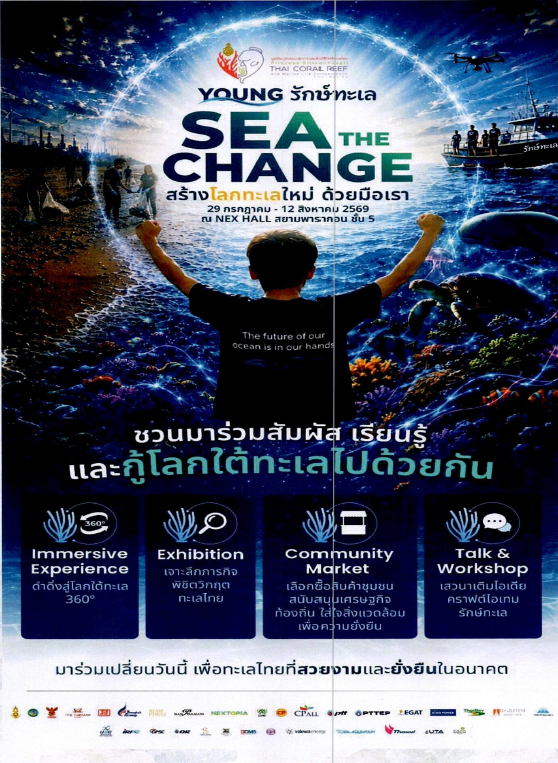 THAI CORAL REEF
YOUNG รักษ์ทะเล
SEA THE
CHANGE
สร้างโลกทะเลใหม่ ด้วยมือเรา
29 กรกฎาคม - 12 สิงหาคม 2569
ณ NEX HALL สยามพารากอน ชั้น 5
รักษ์ทะเล
The future of our
ocean is in our hands
ชวนมาร่วมสัมผัส เรียนรู้
และกู้โลกใต้ทะเลไปด้วยกัน
360°
Immersive
Experience
ดำดิ่งสู่โลกใต้ทะเล
360°
Exhibition
เจาะลึกภารกิจ
พิชิตวิกฤต
ทะเลไทย
Community
Market
เลือกซื้อสินค้าชุมชน
สนับสนุนเศรษฐกิจ
ท้องถิ่น ใส่ใจสิ่งแวดล้อม
เพื่อความยั่งยืน
Talk &
Workshop
เสวนาเติมไอเดีย
คราฟต์ไอเทม
รักษ์ทะเล
มาร่วมเปลี่ยนวันนี้ เพื่อทะเลไทยที่สวยงามและยั่งยืนในอนาคต
NEXTOPIA CP CPALL ptt PTTEP EGAT
IRPC GPSC OR Thaioil UTA